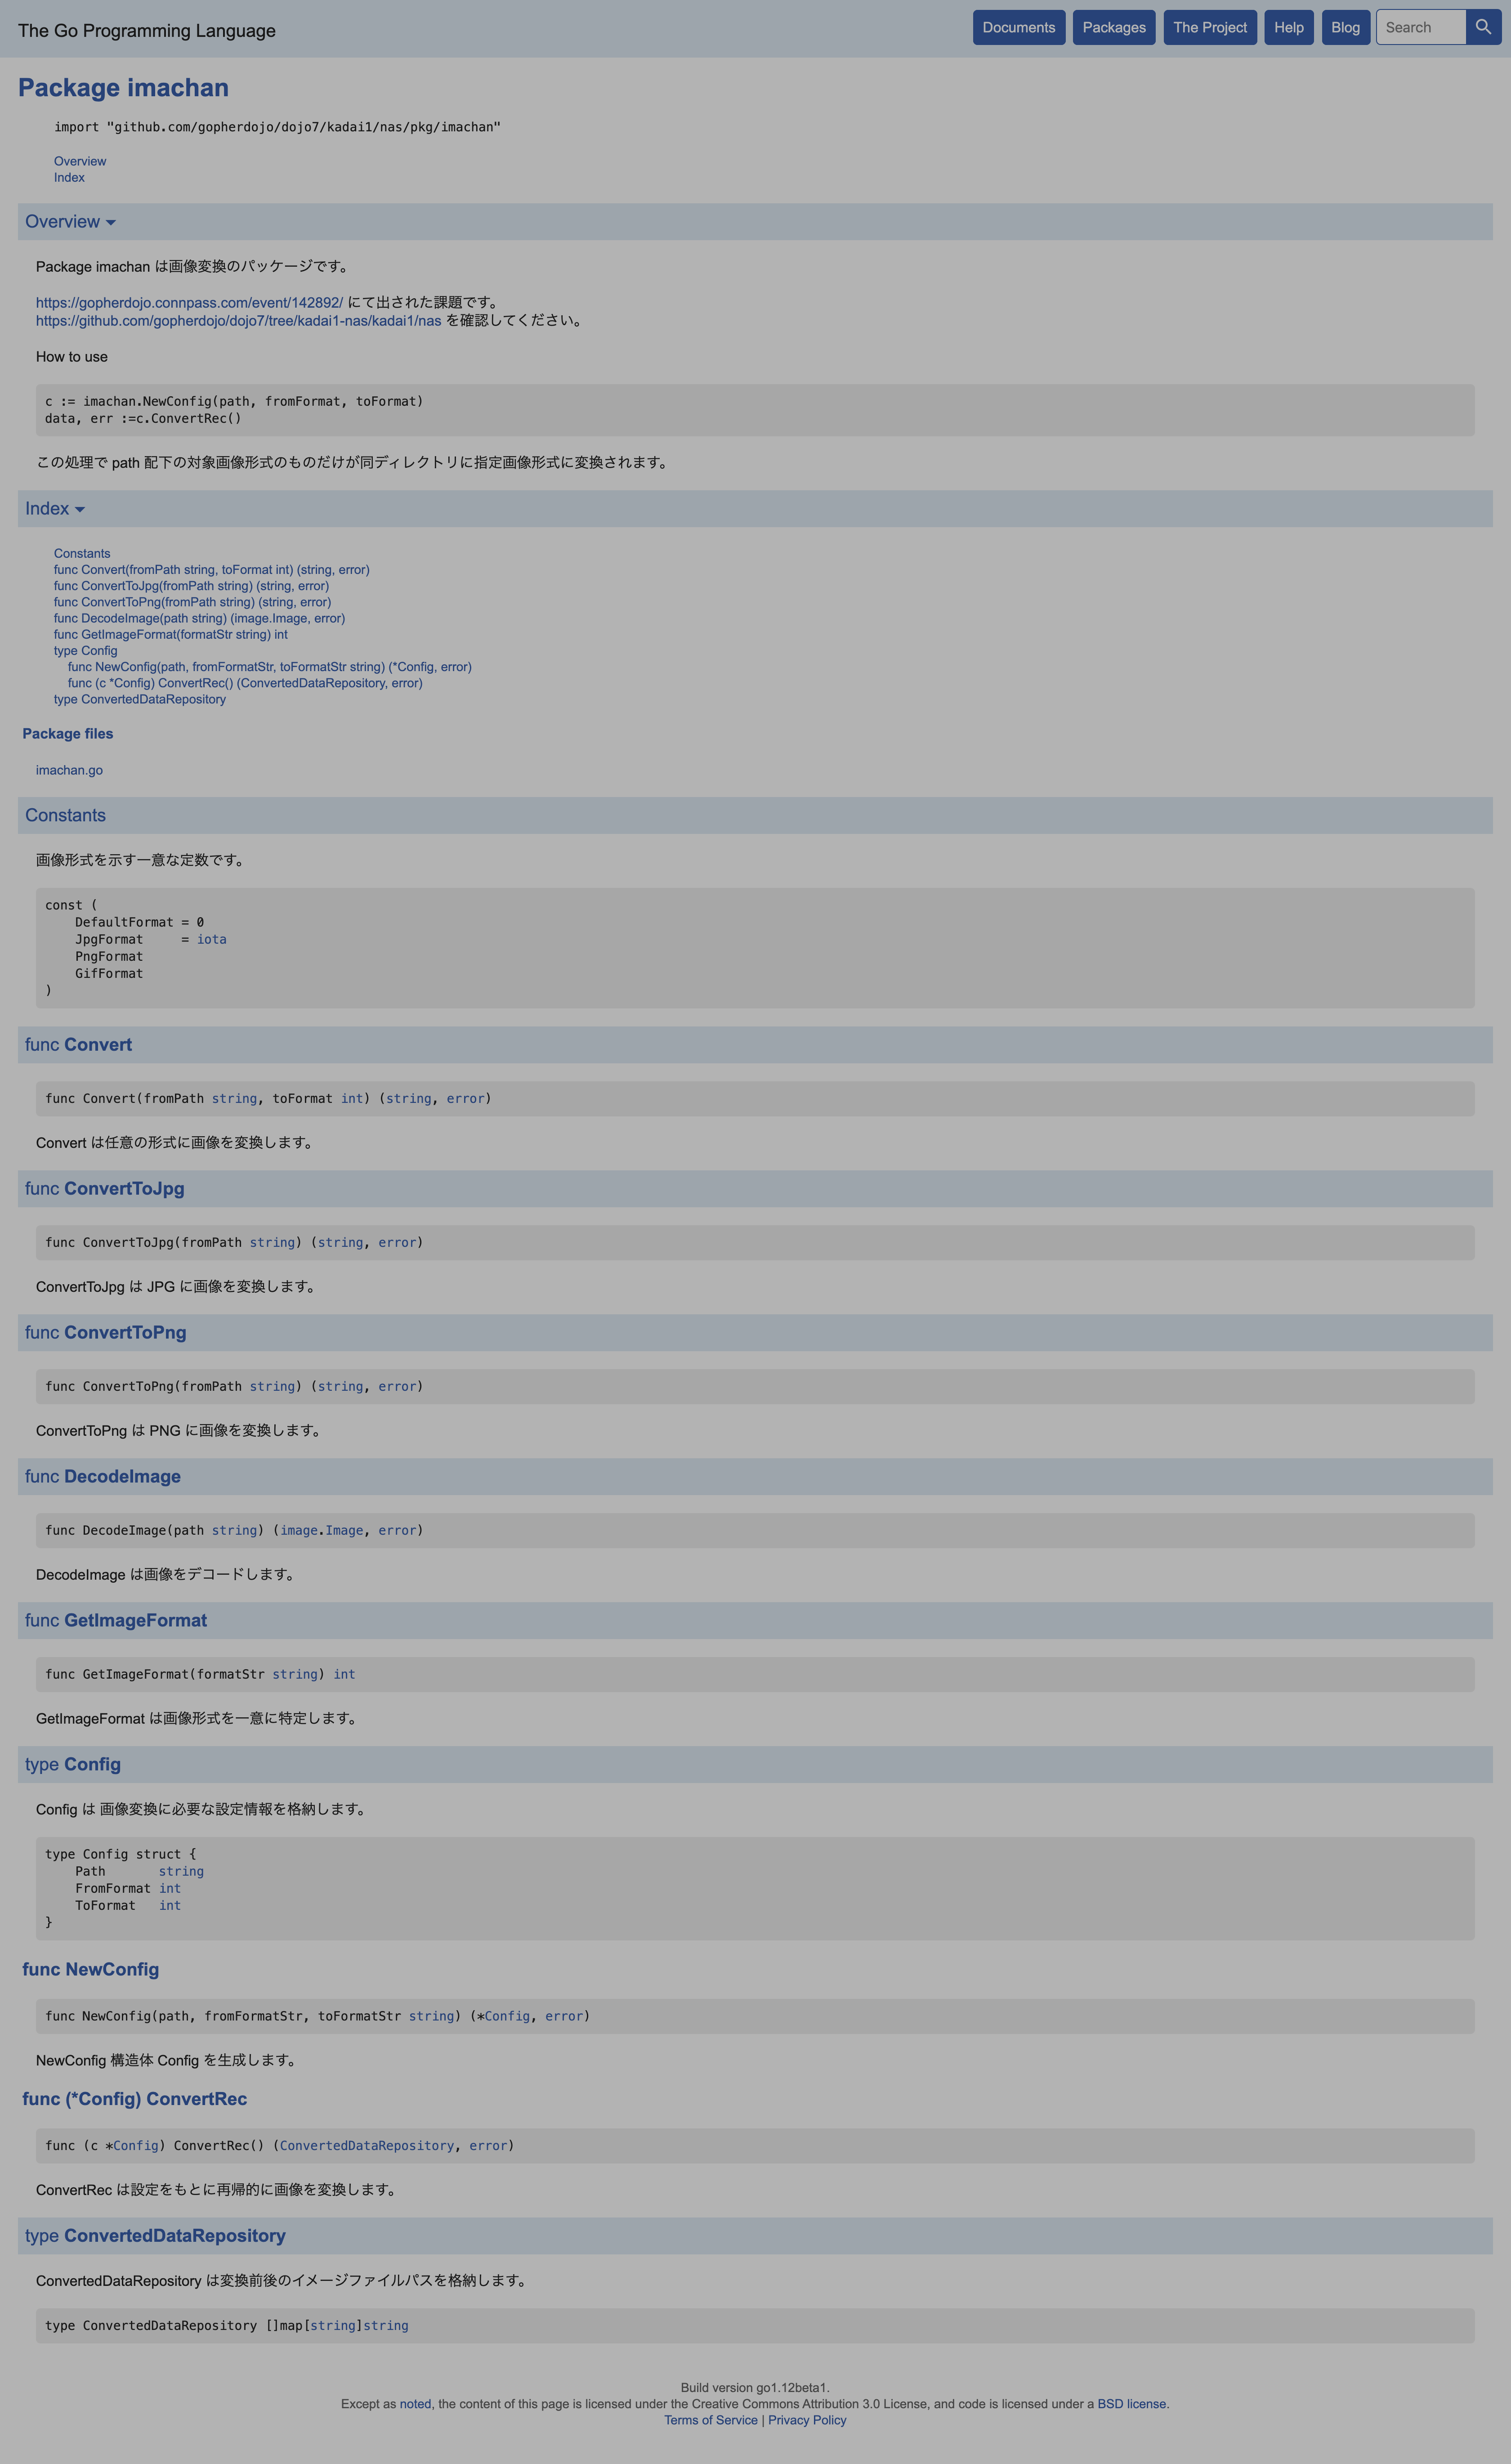 The Go Programming Language
Documents
Packages
The Project
Help
Blog
Search
Package imachan
import "github.com/gopherdojo/dojo7/kadai1/nas/pkg/imachan"
Overview
Index
Overview
Package imachan は画像変換のパッケージです。
https://gopherdojo.connpass.com/event/142892/ にて出された課題です。
https://github.com/gopherdojo/dojo7/tree/kadai1-nas/kadai1/nas を確認してください。
How to use
c := imachan.NewConfig(path, fromFormat, toFormat)
data, err :=c.ConvertRec()
この処理で path 配下の対象画像形式のものだけが同ディレクトリに指定画像形式に変換されます。
Index
Constants
func Convert(fromPath string, toFormat int) (string, error)
func ConvertToJpg(fromPath string) (string, error)
func ConvertToPng(fromPath string) (string, error)
func DecodeImage(path string) (image.Image, error)
func GetImageFormat(formatStr string) int
type Config
func NewConfig(path, fromFormatStr, toFormatStr string) (*Config, error)
func (c *Config) ConvertRec() (ConvertedDataRepository, error)
type ConvertedDataRepository
Package files
imachan.go
Constants
画像形式を示す一意な定数です。
const (
    DefaultFormat = 0
    JpgFormat     = iota
    PngFormat
    GifFormat
)
func Convert
func Convert(fromPath string, toFormat int) (string, error)
Convert は任意の形式に画像を変換します。
func ConvertToJpg
func ConvertToJpg(fromPath string) (string, error)
ConvertToJpg は JPG に画像を変換します。
func ConvertToPng
func ConvertToPng(fromPath string) (string, error)
ConvertToPng は PNG に画像を変換します。
func DecodeImage
func DecodeImage(path string) (image.Image, error)
DecodeImage は画像をデコードします。
func GetImageFormat
func GetImageFormat(formatStr string) int
GetImageFormat は画像形式を一意に特定します。
type Config
Config は 画像変換に必要な設定情報を格納します。
type Config struct {
    Path       string
    FromFormat int
    ToFormat   int
}
func NewConfig
func NewConfig(path, fromFormatStr, toFormatStr string) (*Config, error)
NewConfig 構造体 Config を生成します。
func (*Config) ConvertRec
func (c *Config) ConvertRec() (ConvertedDataRepository, error)
ConvertRec は設定をもとに再帰的に画像を変換します。
type ConvertedDataRepository
ConvertedDataRepository は変換前後のイメージファイルパスを格納します。
type ConvertedDataRepository []map[string]string
Build version go1.12beta1.
Except as noted, the content of this page is licensed under the Creative Commons Attribution 3.0 License, and code is licensed under a BSD license.
Terms of Service | Privacy Policy